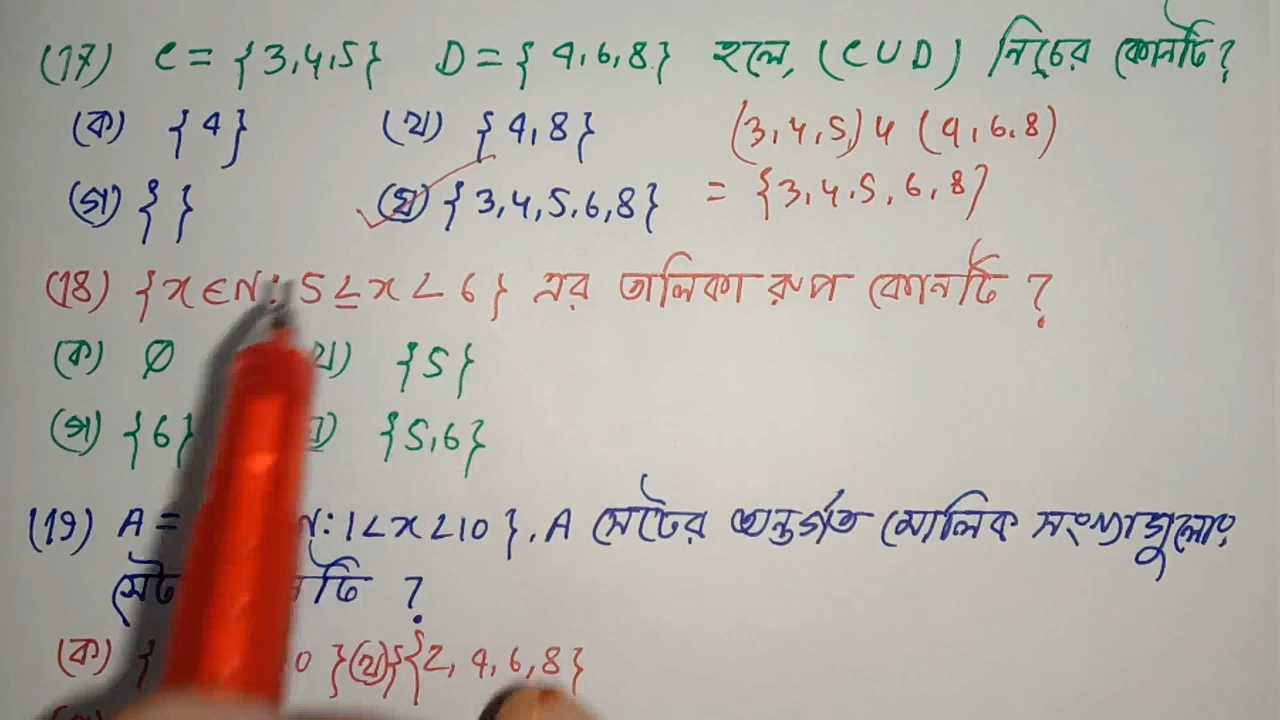 (17) C = {3,4,5} D = {4,6,8} হলে, (C∪D) নিচের কোনটি?
(ক) {4} (খ) {4,8} (3,4,5) ∪ (4,6,8)
(গ) { } (ঘ) {3,4,5,6,8} = {3,4,5,6,8}
(18) {x∈N: 5≤x<6} এর তালিকা রুপ কোনটি?
(ক) ∅ {5}
(গ) {6} {5,6}
(19) A = N: 1<x<10}. A সেটের অন্তর্গত মৌলিক সংখ্যাগুলোর
?
(ক) { 0 } (খ) {2, 4, 6, 8}